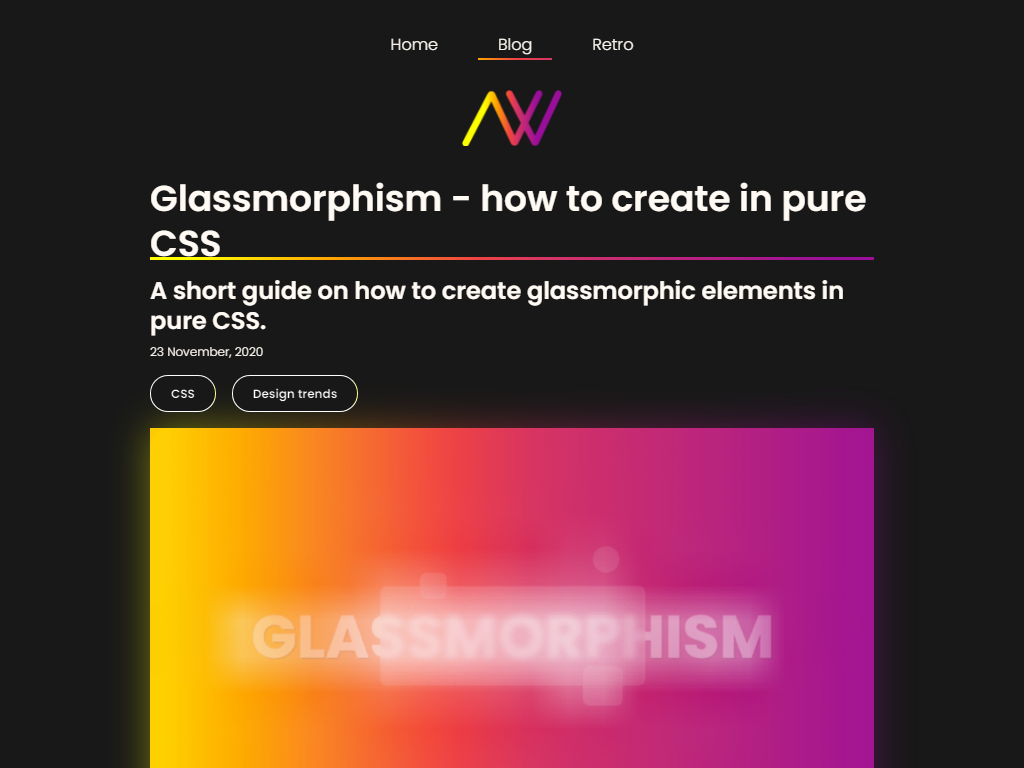 Home Blog Retro
AW
Glassmorphism - how to create in pure
CSS
A short guide on how to create glassmorphic elements in
pure CSS.
23 November, 2020
CSS Design trends
GLASSMORPHISM